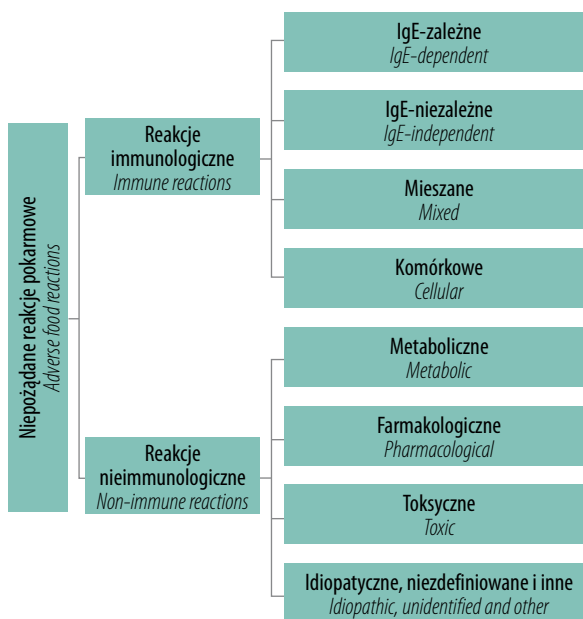 Niepożądane reakcje pokarmowe
Adverse food reactions
Reakcje
immunologiczne
Immune reactions
IgE-zależne
IgE-dependent
IgE-niezależne
IgE-independent
Mieszane
Mixed
Komórkowe
Cellular
Reakcje
nieimmunologiczne
Non-immune reactions
Metaboliczne
Metabolic
Farmakologiczne
Pharmacological
Toksyczne
Toxic
Idiopatyczne, niezdefiniowane i inne
Idiopathic, unidentified and other